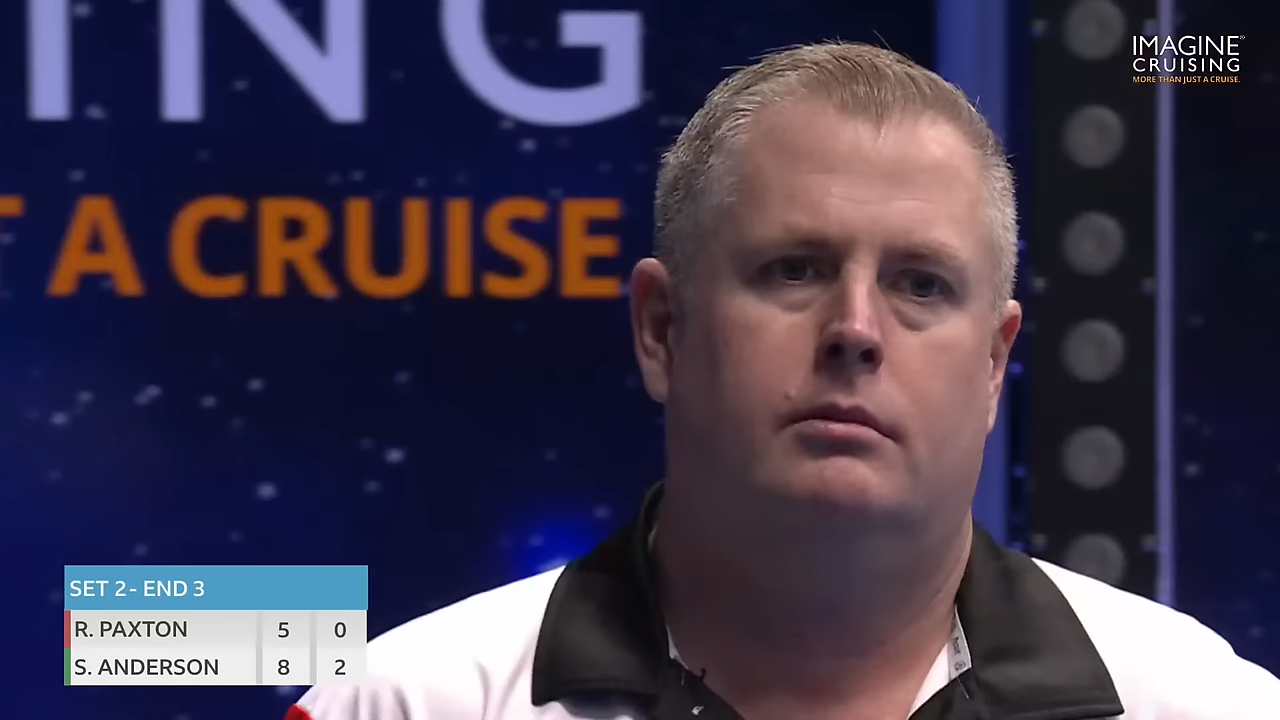 ING
T A CRUISE
IMAGINE
CRUISING
MORE THAN JUST A CRUISE.
SET 2 - END 3
R. PAXTON 5 0
S. ANDERSON 8 2